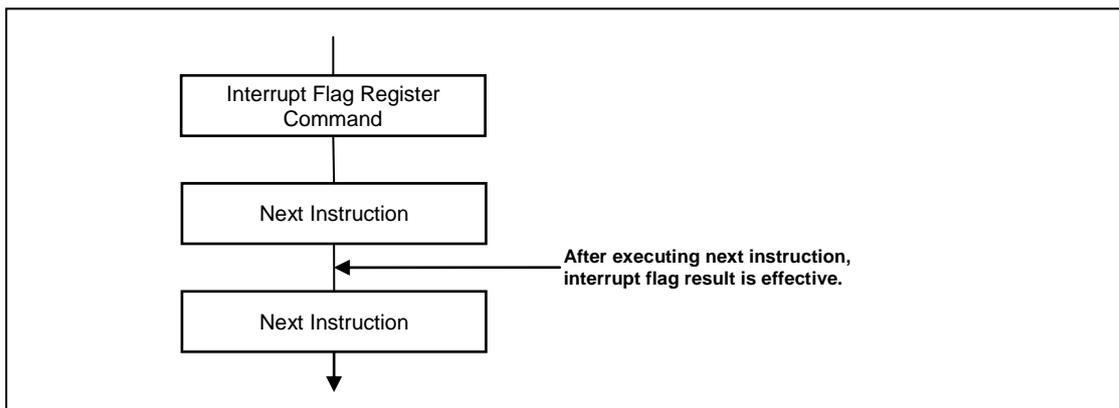 Interrupt Flag Register
Command
Next Instruction
After executing next instruction,
interrupt flag result is effective.
Next Instruction